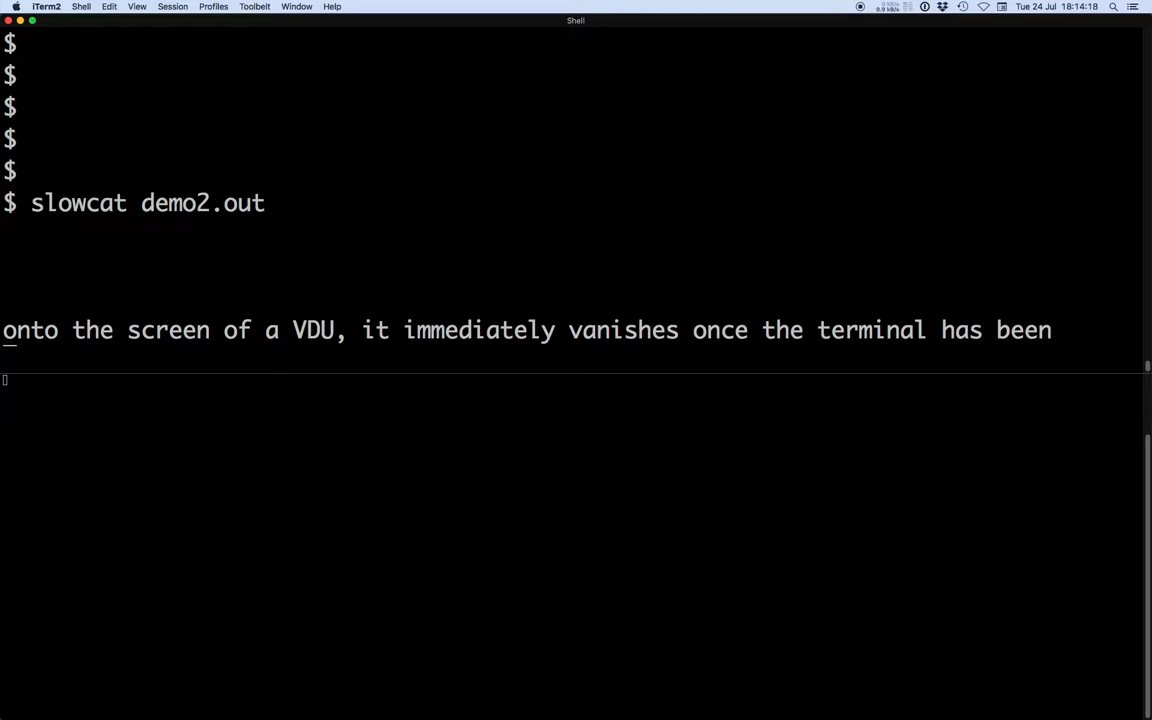 iTerm2 Shell Edit View Session Profiles Toolbelt Window Help Tue 24 Jul 18:14:18
Shell
$
$
$
$
$
$ slowcat demo2.out
onto the screen of a VDU, it immediately vanishes once the terminal has been